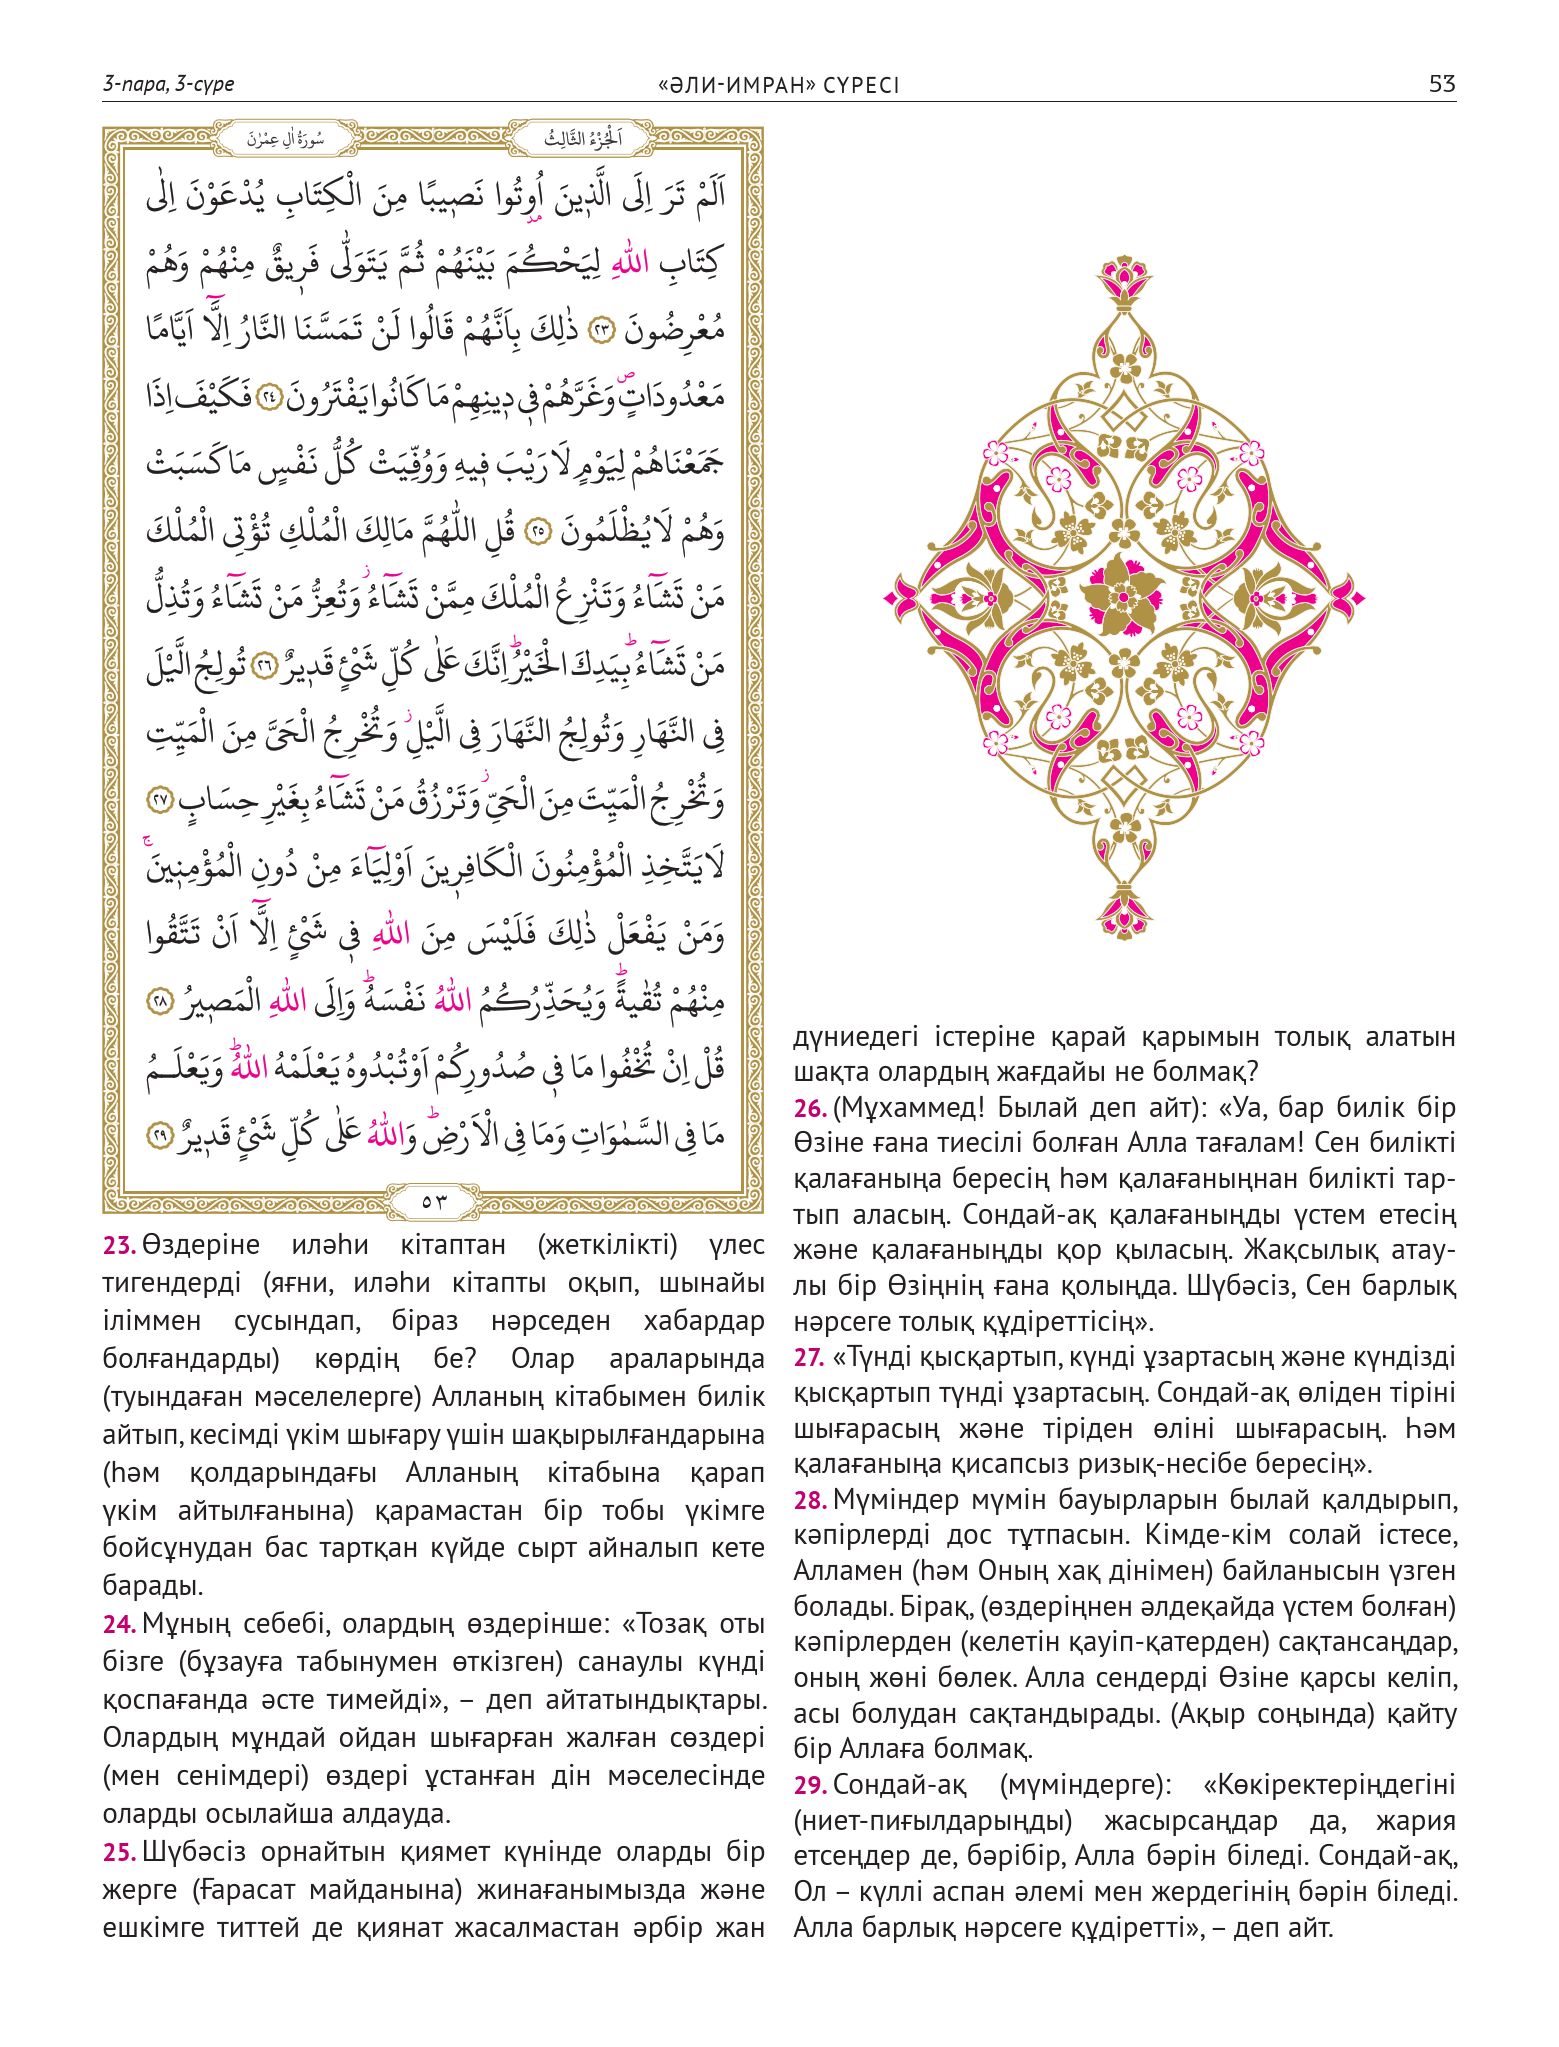 3-пара, 3-сүре
«ӘЛИ-ИМРАН» СҮРЕСІ
53
اَلْجُزْءُ الثَّالِثُ
سُورَةُ اٰلِ عِمْرٰنَ
اَلَمْ تَرَ اِلَى الَّذ۪ينَ اُو۫تُوا نَص۪يبًا مِنَ الْكِتَابِ يُدْعَوْنَ اِلٰى
كِتَابِ اللّٰهِ لِيَحْكُمَ بَيْنَهُمْ ثُمَّ يَتَوَلّٰى فَر۪يقٌ مِنْهُمْ وَهُمْ
مُعْرِضُونَ ﴿٢٣﴾ ذٰلِكَ بِاَنَّهُمْ قَالُوا لَنْ تَمَسَّنَا النَّارُ اِلَّٓا اَيَّامًا
مَعْدُودَاتٍۖ وَغَرَّهُمْ ف۪ي د۪ينِهِمْ مَا كَانُوا يَفْتَرُونَ ﴿٢٤﴾ فَكَيْفَ اِذَا
جَمَعْنَاهُمْ لِيَوْمٍ لَا رَيْبَ ف۪يهِ وَوُفِّيَتْ كُلُّ نَفْسٍ مَا كَسَبَتْ
وَهُمْ لَا يُظْلَمُونَ ﴿٢٥﴾ قُلِ اللّٰهُمَّ مَالِكَ الْمُلْكِ تُؤْتِي الْمُلْكَ
مَنْ تَشَٓاءُ وَتَنْزِعُ الْمُلْكَ مِمَّنْ تَشَٓاءُۘ وَتُعِزُّ مَنْ تَشَٓاءُ وَتُذِلُّ
مَنْ تَشَٓاءُۜ بِيَدِكَ الْخَيْرُۜ اِنَّكَ عَلٰى كُلِّ شَيْءٍ قَد۪يرٌ ﴿٢٦﴾ تُولِجُ الَّيْلَ
فِي النَّهَارِ وَتُولِجُ النَّهَارَ فِي الَّيْلِۘ وَتُخْرِجُ الْحَيَّ مِنَ الْمَيِّتِ
وَتُخْرِجُ الْمَيِّتَ مِنَ الْحَيِّۘ وَتَرْزُقُ مَنْ تَشَٓاءُ بِغَيْرِ حِسَابٍ ﴿٢٧﴾
لَا يَتَّخِذِ الْمُؤْمِنُونَ الْكَافِر۪ينَ اَوْلِيَٓاءَ مِنْ دُونِ الْمُؤْمِن۪ينَۚ
وَمَنْ يَفْعَلْ ذٰلِكَ فَلَيْسَ مِنَ اللّٰهِ ف۪ي شَيْءٍ اِلَّٓا اَنْ تَتَّقُوا
مِنْهُمْ تُقٰيةًۜ وَيُحَذِّرُكُمُ اللّٰهُ نَفْسَهُۜ وَاِلَى اللّٰهِ الْمَص۪يرُ ﴿٢٨﴾
قُلْ اِنْ تُخْفُوا مَا ف۪ي صُدُورِكُمْ اَوْ تُبْدُوهُ يَعْلَمْهُ اللّٰهُۜ وَيَعْلَمُ
مَا فِي السَّمٰوَاتِ وَمَا فِي الْاَرْضِۜ وَاللّٰهُ عَلٰى كُلِّ شَيْءٍ قَد۪يرٌ ﴿٢٩﴾
٥٣
23. Өздеріне иләһи кітаптан (жеткілікті) үлес
тигендерді (яғни, иләһи кітапты оқып, шынайы
іліммен сусындап, біраз нәрседен хабардар
болғандарды) көрдің бе? Олар араларында
(туындаған мәселелерге) Алланың кітабымен билік
айтып, кесімді үкім шығару үшін шақырылғандарына
(һәм қолдарындағы Алланың кітабына қарап
үкім айтылғанына) қарамастан бір тобы үкімге
бойсұнудан бас тартқан күйде сырт айналып кете
барады.
24. Мұның себебі, олардың өздерінше: «Тозақ оты
бізге (бұзауға табынумен өткізген) санаулы күнді
қоспағанда әсте тимейді», – деп айтатындықтары.
Олардың мұндай ойдан шығарған жалған сөздері
(мен сенімдері) өздері ұстанған дін мәселесінде
оларды осылайша алдауда.
25. Шүбәсіз орнайтын қиямет күнінде оларды бір
жерге (Ғарасат майданына) жинағанымызда және
ешкімге титтей де қиянат жасалмастан әрбір жан
дүниедегі істеріне қарай қарымын толық алатын
шақта олардың жағдайы не болмақ?
26. (Мұхаммед! Былай деп айт): «Уа, бар билік бір
Өзіне ғана тиесілі болған Алла тағалам! Сен билікті
қалағаныңа бересің һәм қалағаныңнан билікті тар-
тып аласың. Сондай-ақ қалағаныңды үстем етесің
және қалағаныңды қор қыласың. Жақсылық атау-
лы бір Өзіңнің ғана қолыңда. Шүбәсіз, Сен барлық
нәрсеге толық құдіреттісің».
27. «Түнді қысқартып, күнді ұзартасың және күндізді
қысқартып түнді ұзартасың. Сондай-ақ өліден тіріні
шығарасың және тіріден өліні шығарасың. Һәм
қалағаныңа қисапсыз ризық-несібе бересің».
28. Мүміндер мүмін бауырларын былай қалдырып,
кәпірлерді дос тұтпасын. Кімде-кім солай істесе,
Алламен (һәм Оның хақ дінімен) байланысын үзген
болады. Бірақ, (өздеріңнен әлдеқайда үстем болған)
кәпірлерден (келетін қауіп-қатерден) сақтансаңдар,
оның жөні бөлек. Алла сендерді Өзіне қарсы келіп,
асы болудан сақтандырады. (Ақыр соңында) қайту
бір Аллаға болмақ.
29. Сондай-ақ (мүміндерге): «Көкіректеріңдегіні
(ниет-пиғылдарыңды) жасырсаңдар да, жария
етсеңдер де, бәрібір, Алла бәрін біледі. Сондай-ақ,
Ол – күллі аспан әлемі мен жердегінің бәрін біледі.
Алла барлық нәрсеге құдіретті», – деп айт.